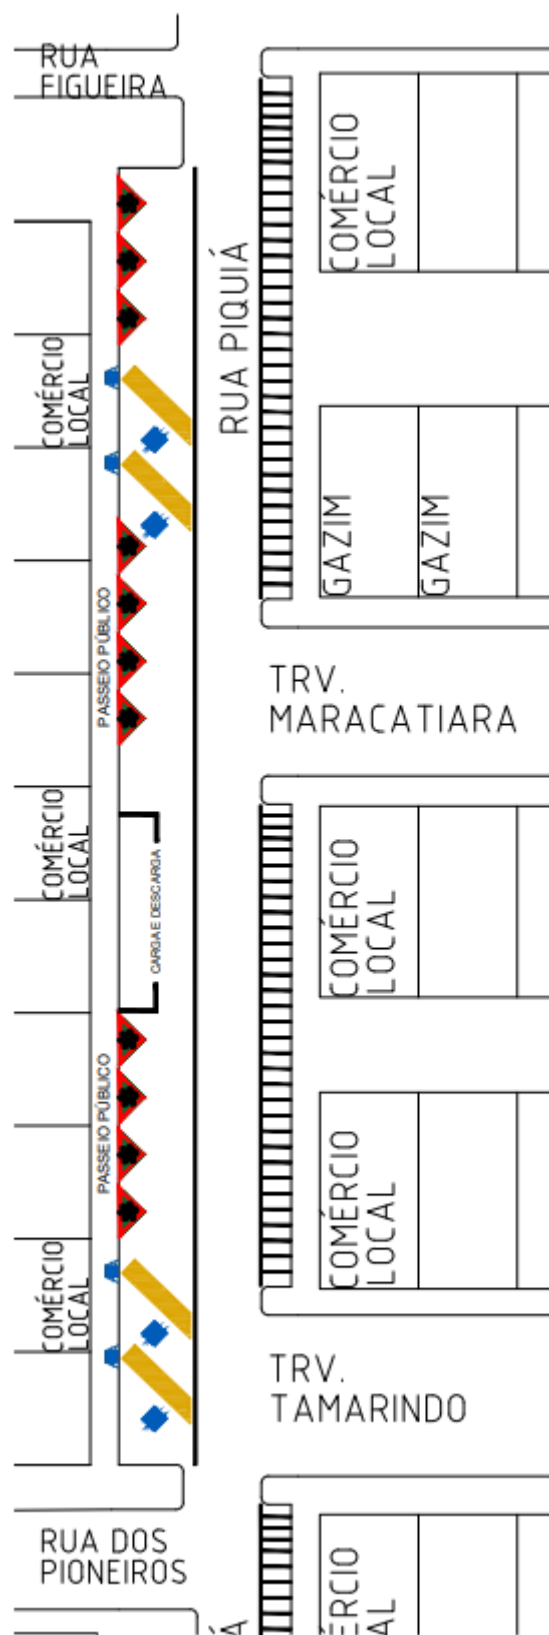 RUA
FIGUEIRA
COMÉRCIO
LOCAL
RUA PIQUIÁ
COMÉRCIO
LOCAL
GAZIM
GAZIM
PASSEIO PÚBLICO
TRV.
MARACATIARA
COMÉRCIO
LOCAL
CARGA E DESCARGA
COMÉRCIO
LOCAL
PASSEIO PÚBLICO
COMÉRCIO
LOCAL
COMÉRCIO
LOCAL
TRV.
TAMARINDO
RUA DOS
PIONEIROS